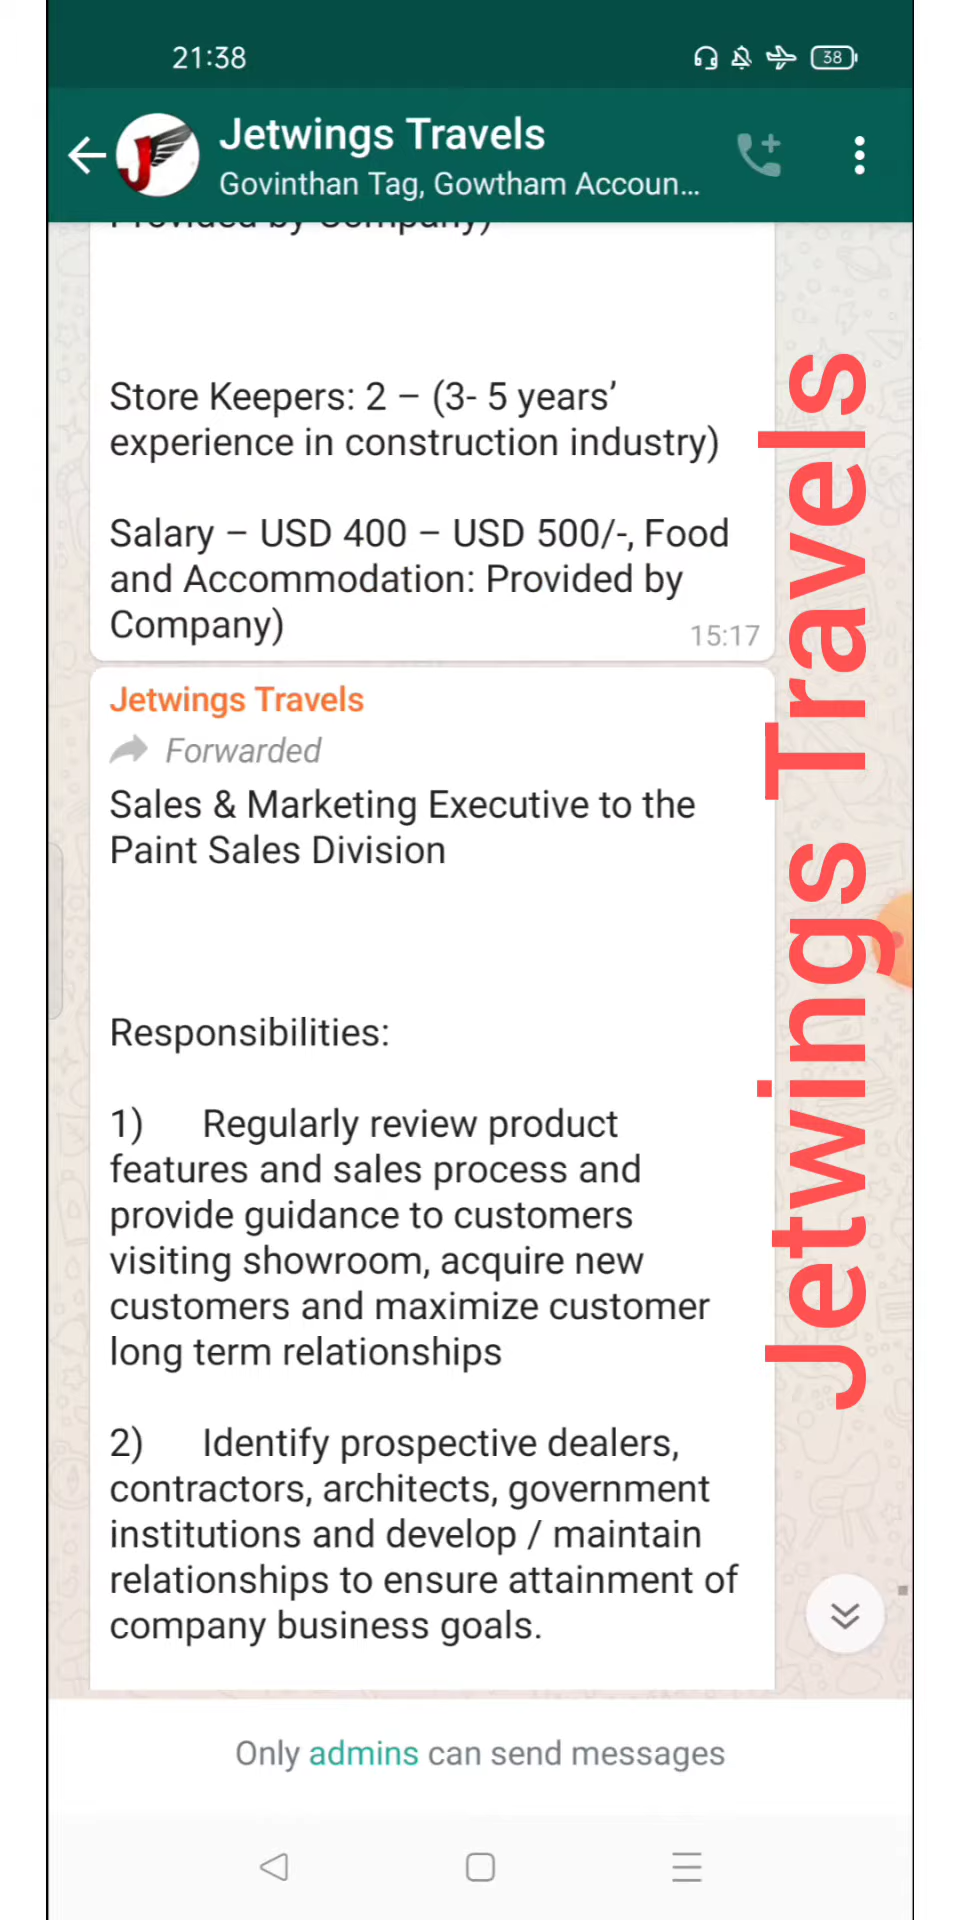 21:38
38
Jetwings Travels
Govinthan Tag, Gowtham Accoun...
Provided by Company)
Store Keepers: 2 – (3- 5 years’
experience in construction industry)
Salary – USD 400 – USD 500/-, Food
and Accommodation: Provided by
Company)
15:17
Jetwings Travels
Forwarded
Sales & Marketing Executive to the
Paint Sales Division
Responsibilities:
1) Regularly review product
features and sales process and
provide guidance to customers
visiting showroom, acquire new
customers and maximize customer
long term relationships
2) Identify prospective dealers,
contractors, architects, government
institutions and develop / maintain
relationships to ensure attainment of
company business goals.
Only admins can send messages
Jetwings Travels